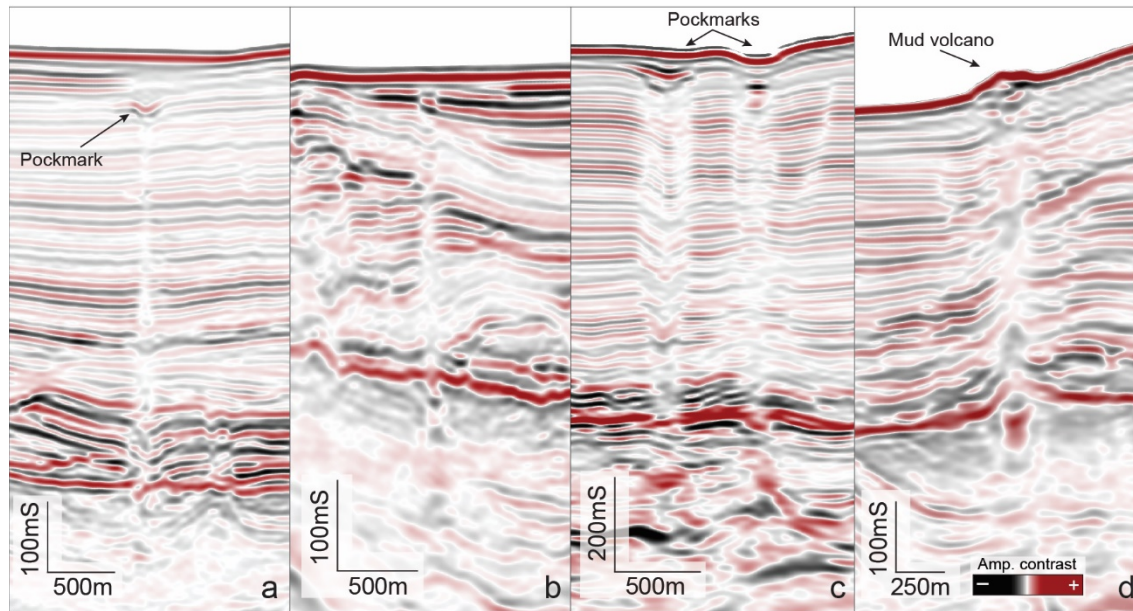 Pockmark
100mS
500m
a
100mS
500m
b
Pockmarks
200mS
500m
c
Mud volcano
100mS
250m
Amp. contrast
− +
d